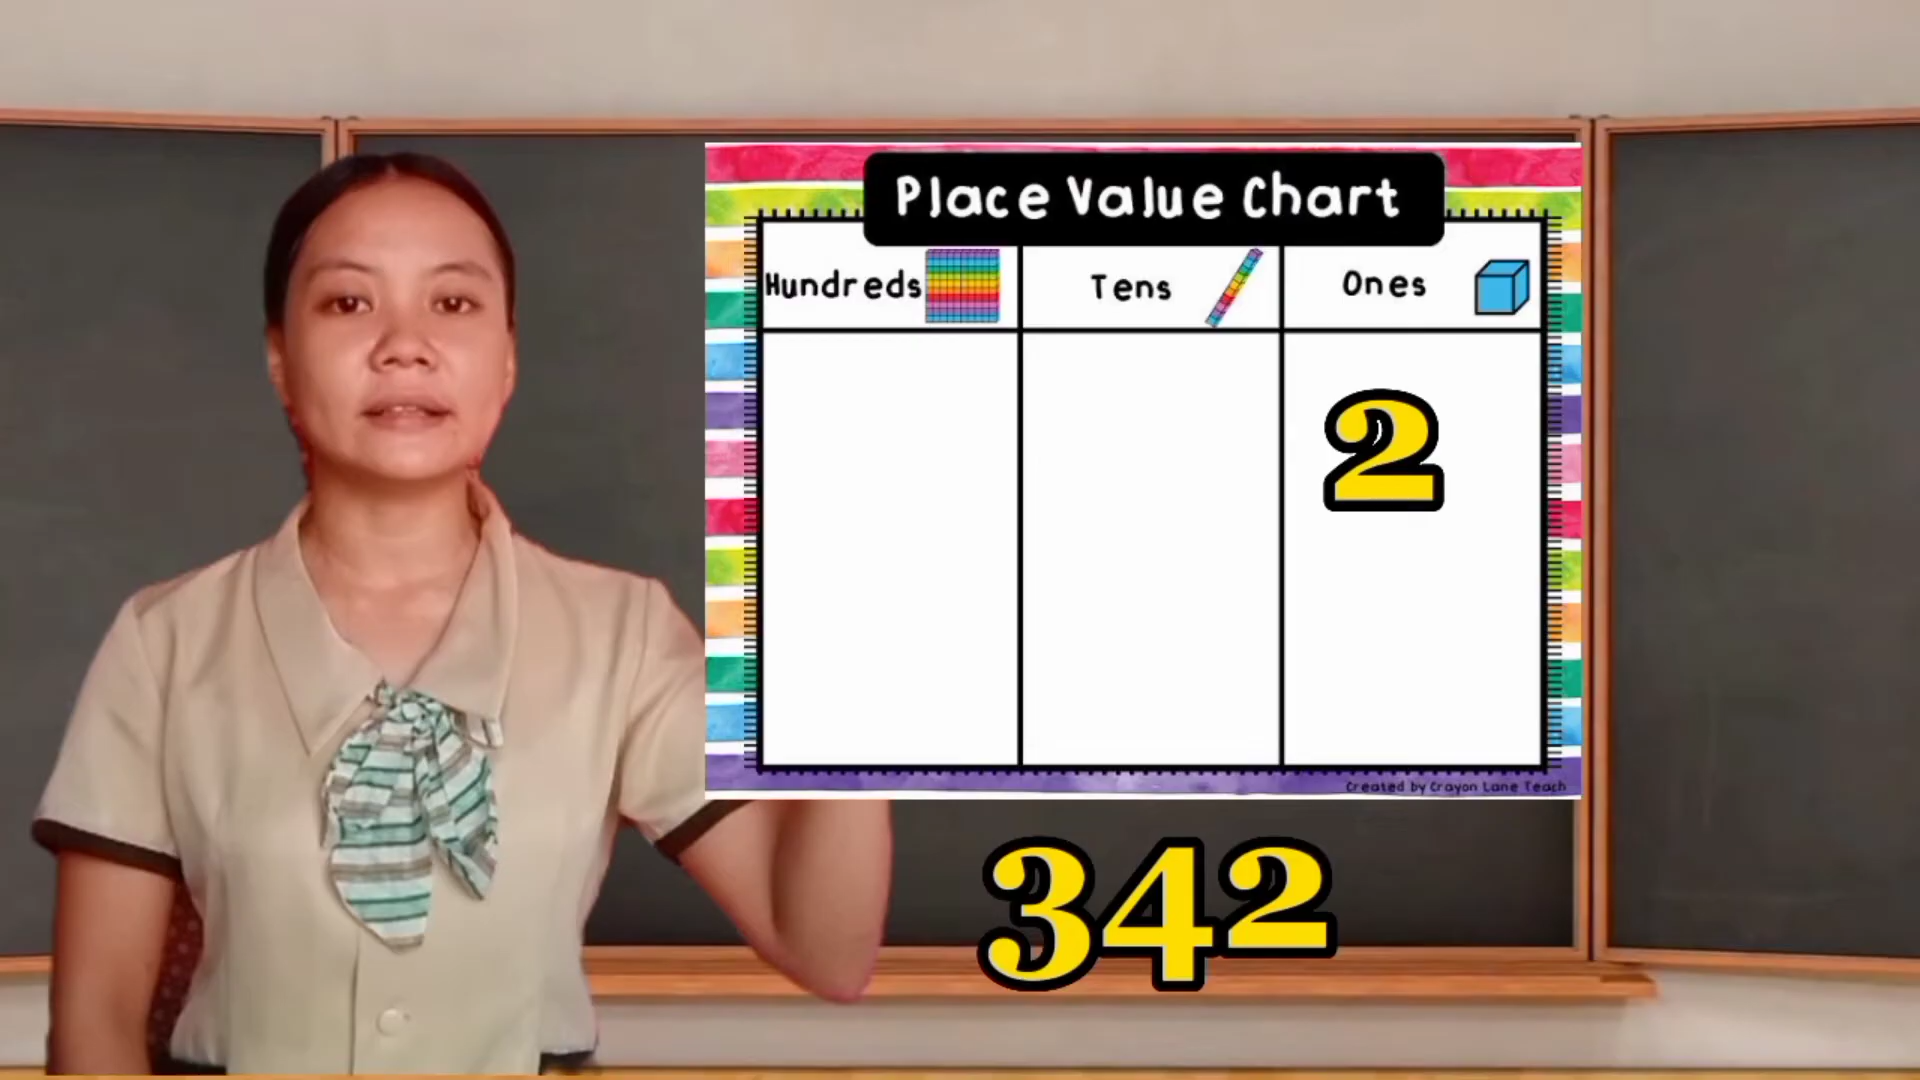 Place Value Chart
Hundreds Tens Ones
2
Created by Crayon Lane Teach
342